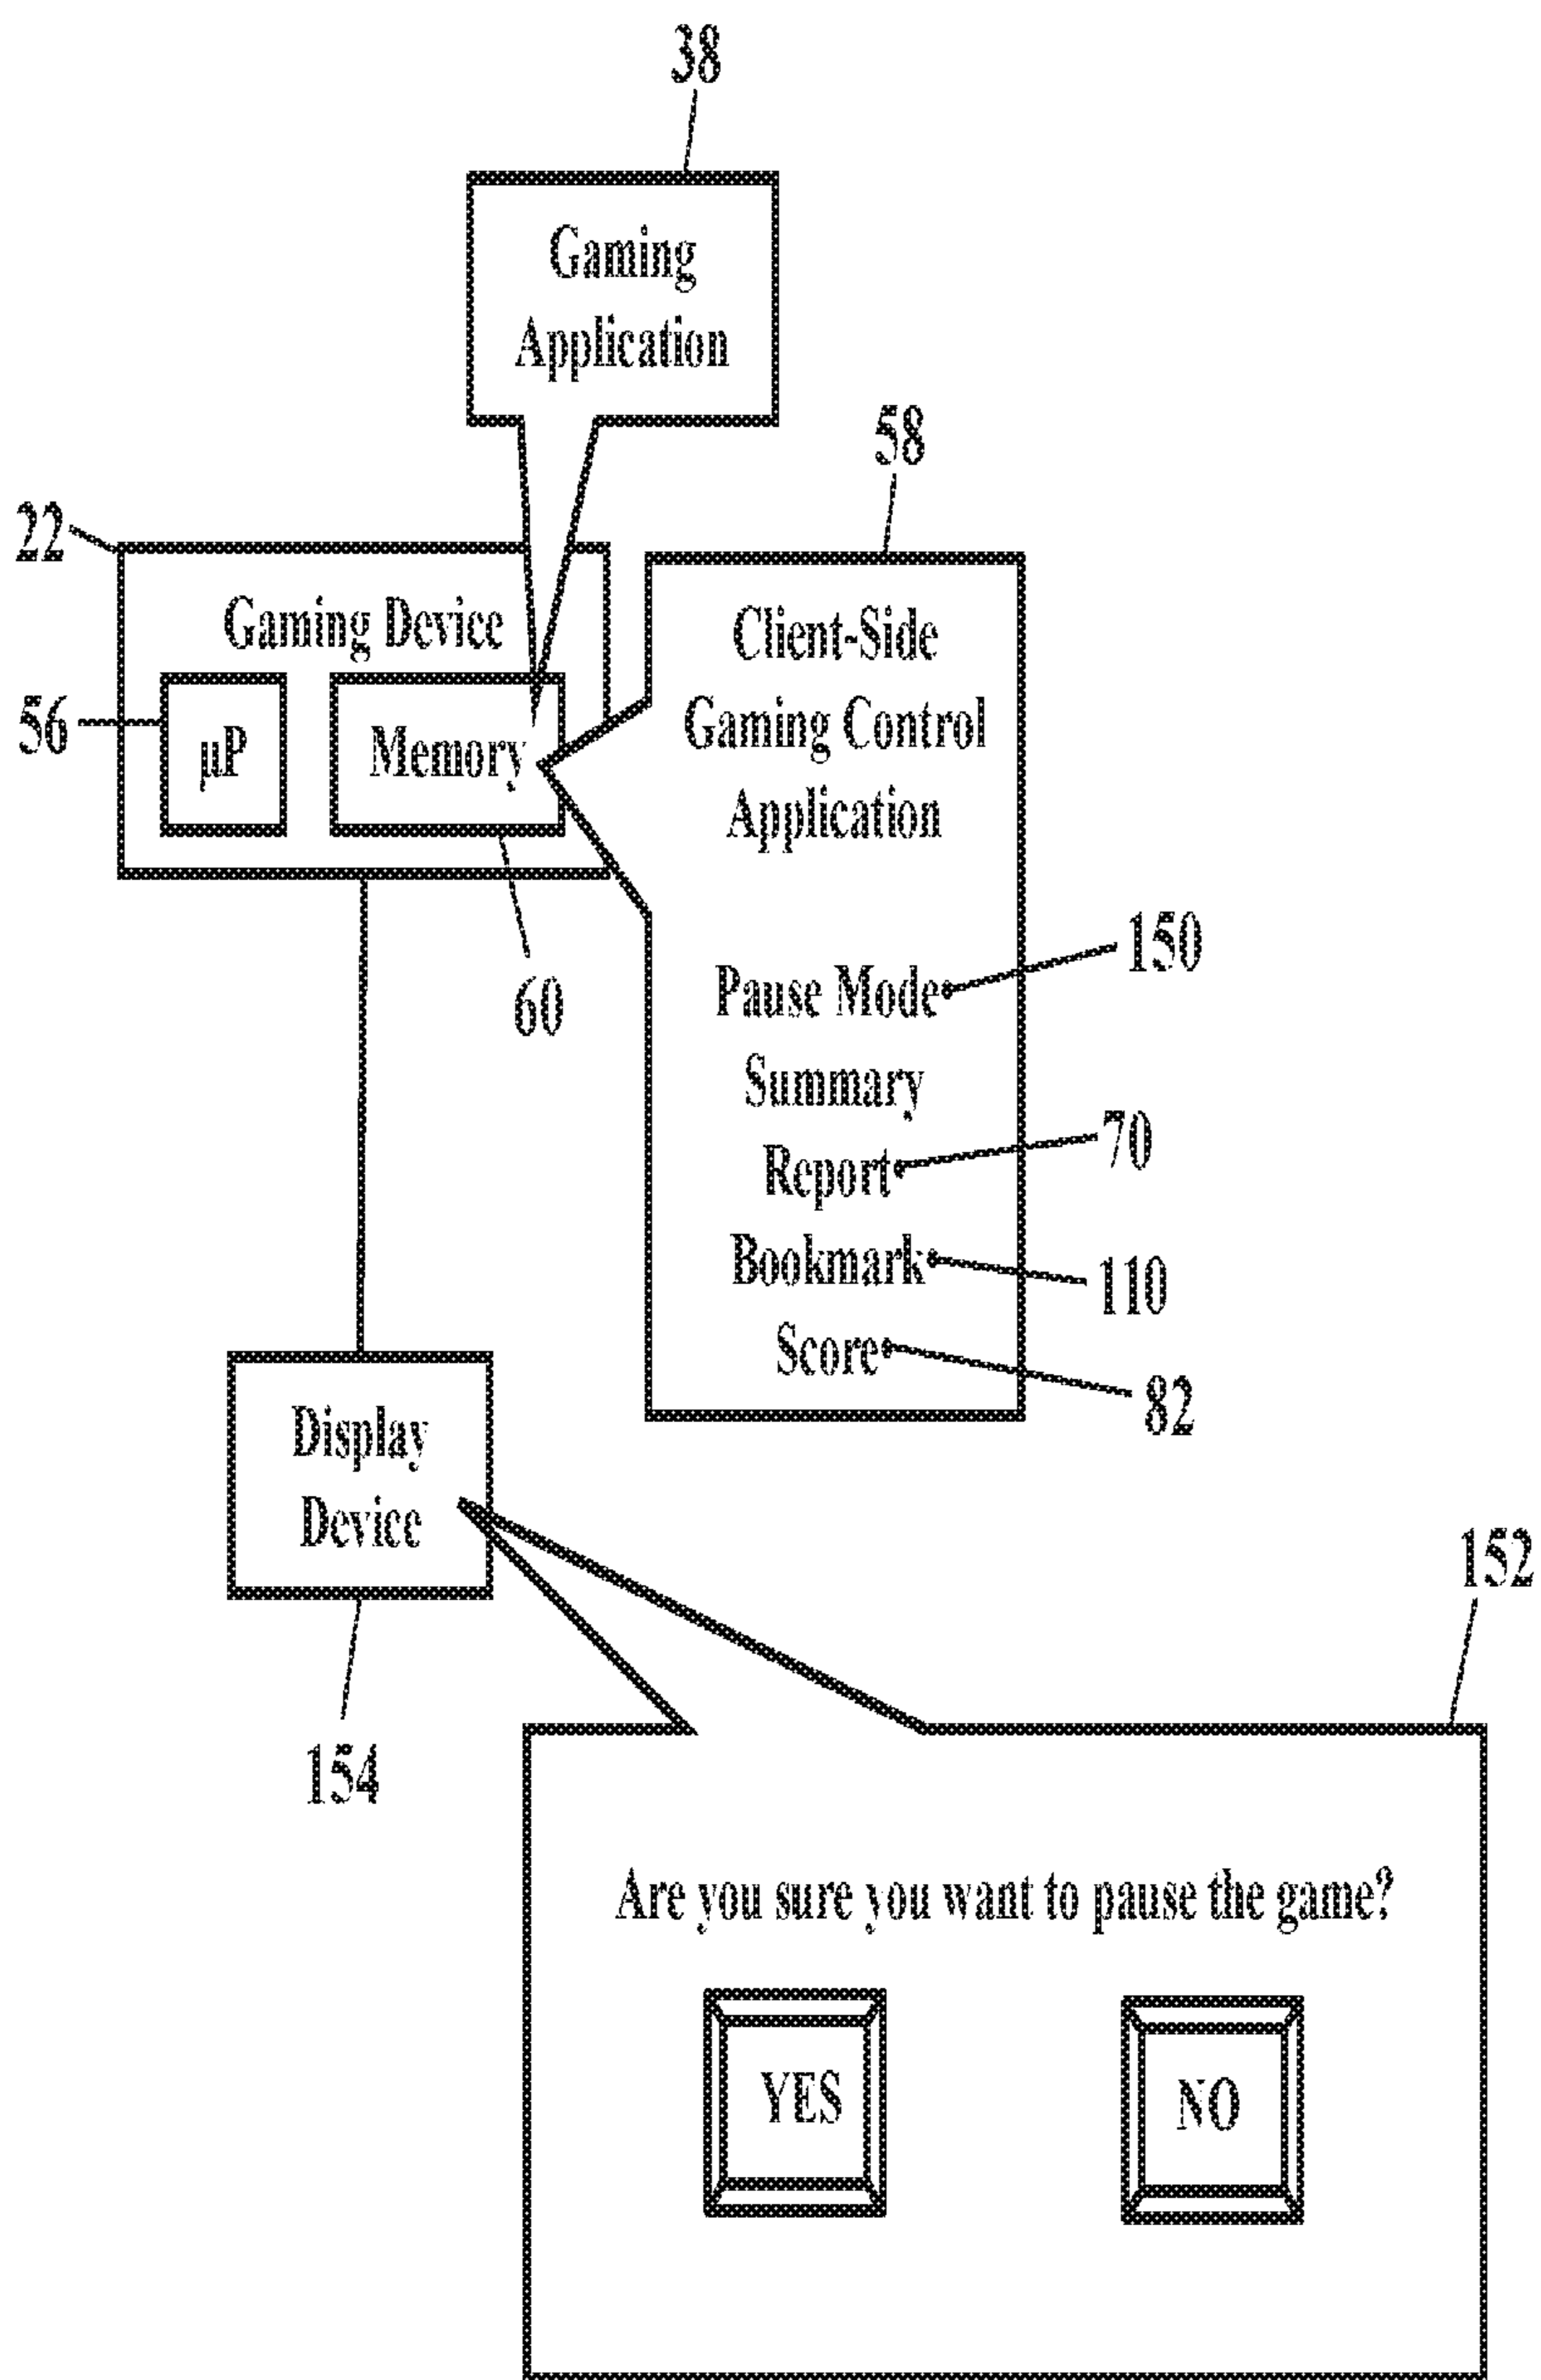 38
Gaming
Application
58
22
Gaming Device
56
µP
Memory
60
Client-Side
Gaming Control
Application
Pause Mode
150
Summary
Report
70
Bookmark
110
Score
82
Display
Device
154
152
Are you sure you want to pause the game?
YES
NO